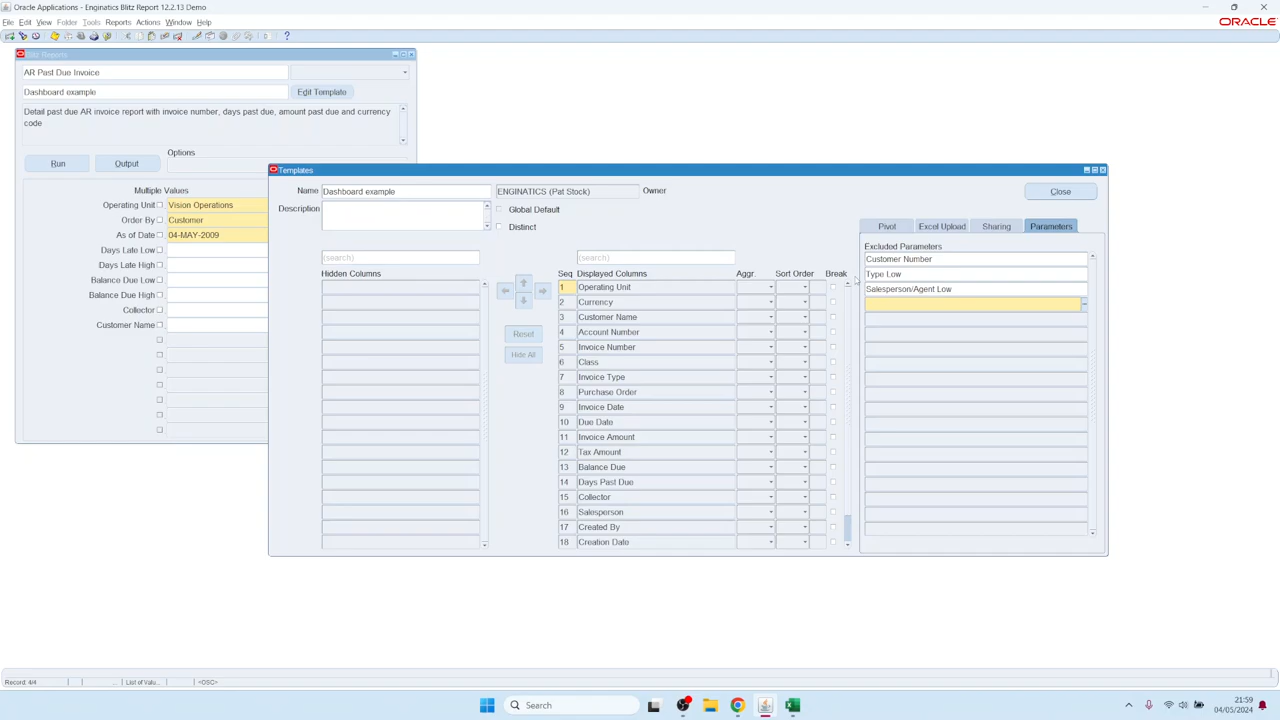 Oracle Applications - Enginatics Blitz Report 12.2.13 Demo
File Edit View Folder Tools Reports Actions Window Help
ORACLE
Blitz Reports
AR Past Due Invoice
Dashboard example
Edit Template
Detail past due AR invoice report with invoice number, days past due, amount past due and currency
code
Options
Run
Output
Multiple Values
Operating Unit Vision Operations
Order By Customer
As of Date 04-MAY-2009
Days Late Low
Days Late High
Balance Due Low
Balance Due High
Collector
Customer Name
Templates
Name Dashboard example ENGINATICS (Pat Stock) Owner
Close
Description
Global Default
Distinct
Pivot Excel Upload Sharing Parameters
(search) (search)
Hidden Columns
Reset
Hide All
Seq Displayed Columns Aggr. Sort Order Break
1 Operating Unit
2 Currency
3 Customer Name
4 Account Number
5 Invoice Number
6 Class
7 Invoice Type
8 Purchase Order
9 Invoice Date
10 Due Date
11 Invoice Amount
12 Tax Amount
13 Balance Due
14 Days Past Due
15 Collector
16 Salesperson
17 Created By
18 Creation Date
Excluded Parameters
Customer Number
Type Low
Salesperson/Agent Low
Record: 4/4 ... List of Valu... <OSC>
Search
21:59
04/05/2024